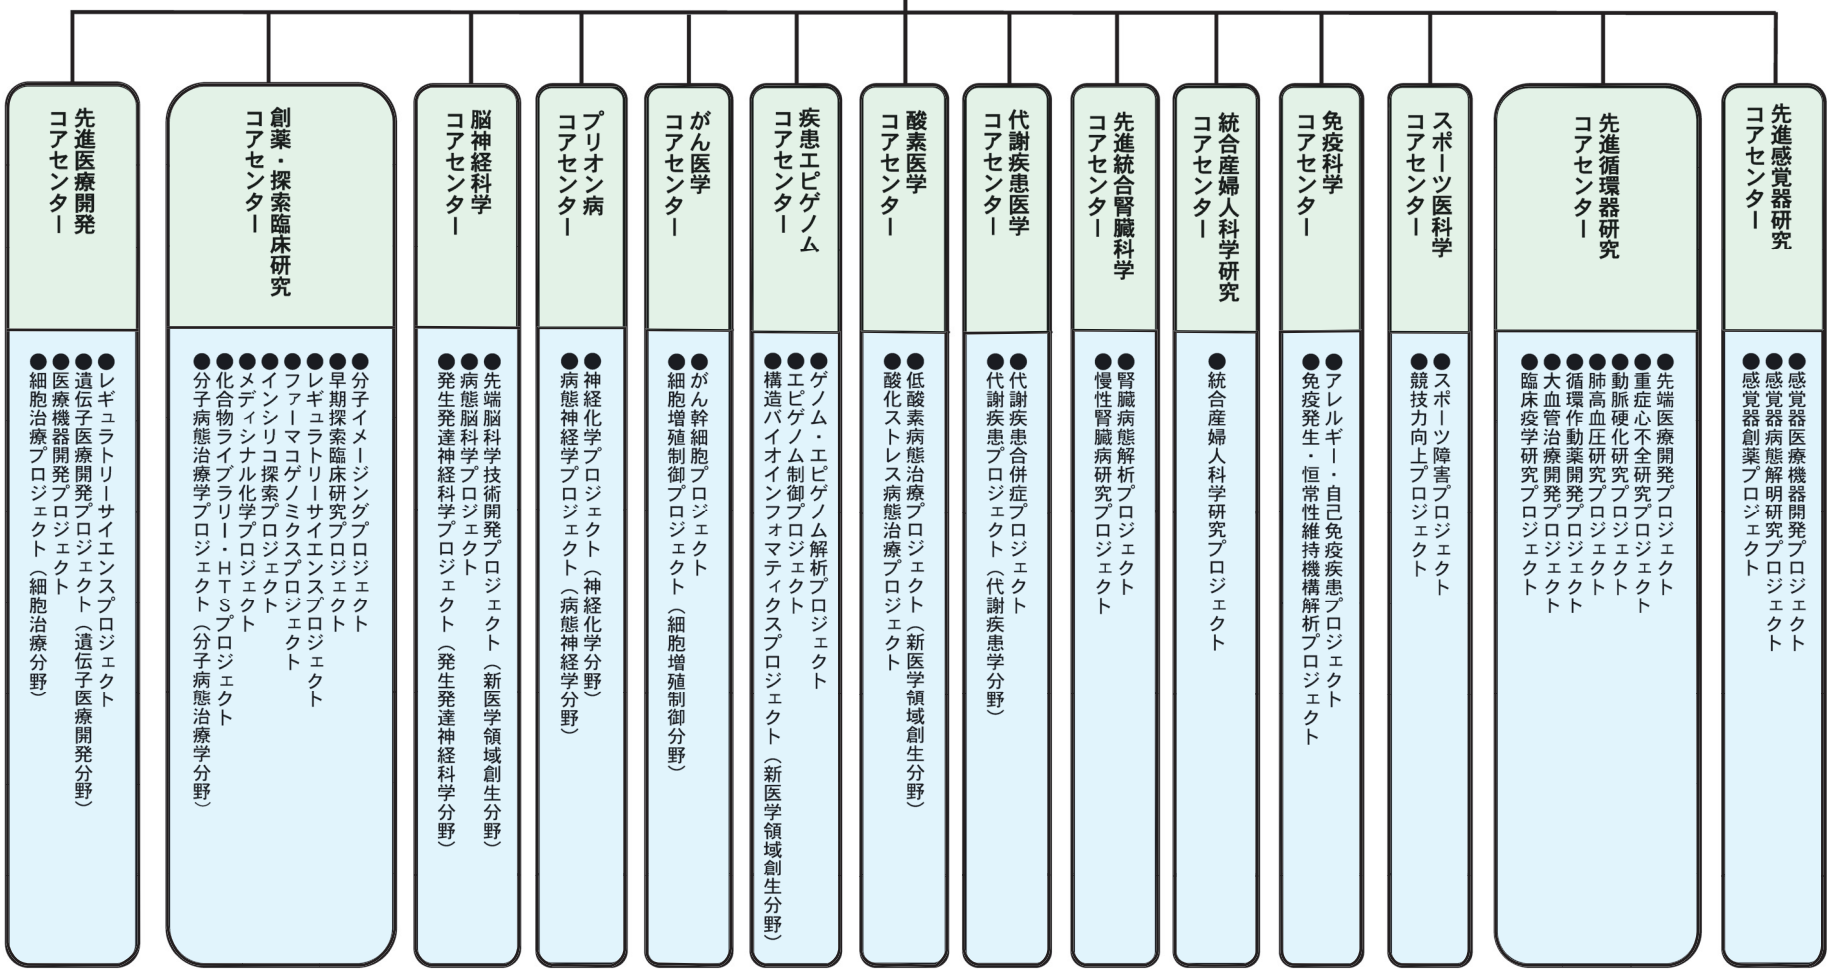 先進感覚器研究
コアセンター
●感覚器医療機器開発プロジェクト
●感覚器病態解明研究プロジェクト
●感覚器創薬プロジェクト
先進循環器研究
コアセンター
●先端医療開発プロジェクト
●重症心不全研究プロジェクト
●動脈硬化研究プロジェクト
●肺高血圧研究プロジェクト
●循環作動薬開発プロジェクト
●大血管治療開発プロジェクト
●臨床疫学研究プロジェクト
スポーツ医科学
コアセンター
●スポーツ障害プロジェクト
●競技力向上プロジェクト
免疫科学
コアセンター
●アレルギー・自己免疫疾患プロジェクト
●免疫発生・恒常性維持機構解析プロジェクト
統合産婦人科学研究
コアセンター
●統合産婦人科学研究プロジェクト
先進統合腎臓科学
コアセンター
●腎臓病態解析プロジェクト
●慢性腎臓病研究プロジェクト
代謝疾患医学
コアセンター
●代謝疾患合併症プロジェクト
●代謝疾患プロジェクト（代謝疾患学分野）
酸素医学
コアセンター
●低酸素病態治療プロジェクト（新医学領域創生分野）
●酸化ストレス病態治療プロジェクト
疾患エピゲノム
コアセンター
●ゲノム・エピゲノム解析プロジェクト
●エピゲノム制御プロジェクト
●構造バイオインフォマティクスプロジェクト（新医学領域創生分野）
がん医学
コアセンター
●がん幹細胞プロジェクト
●細胞増殖制御プロジェクト（細胞増殖制御分野）
プリオン病
コアセンター
●神経化学プロジェクト（神経化学分野）
●病態神経学プロジェクト（病態神経学分野）
脳神経科学
コアセンター
●先端脳科学技術開発プロジェクト（新医学領域創生分野）
●病態脳科学プロジェクト
●発生発達神経科学プロジェクト（発生発達神経科学分野）
創薬・探索臨床研究
コアセンター
●分子イメージングプロジェクト
●早期探索臨床研究プロジェクト
●レギュラトリーサイエンスプロジェクト
●ファーマコゲノミクスプロジェクト
●インシリコ探索プロジェクト
●メディシナル化学プロジェクト
●化合物ライブラリー・HTSプロジェクト
●分子病態治療学プロジェクト（分子病態治療学分野）
先進医療開発
コアセンター
●レギュラトリーサイエンスプロジェクト
●遺伝子医療開発プロジェクト（遺伝子医療開発分野）
●医療機器開発プロジェクト
●細胞治療プロジェクト（細胞治療分野）